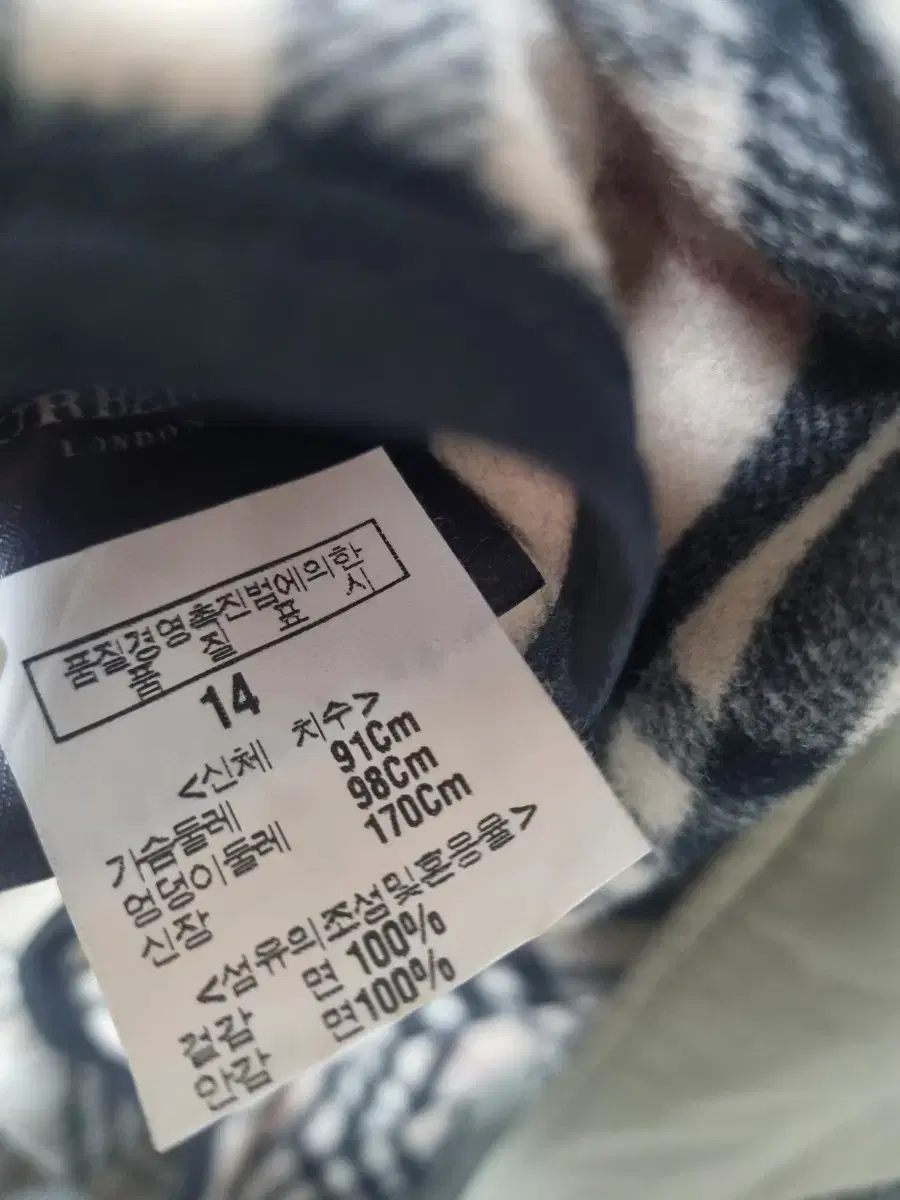 URBE
LONDON
품질경영촉진법에의한
품 질 표 시
14
<신체 치수>
가슴둘레 91Cm
엉덩이둘레 98Cm
신장 170Cm
<섬유의조성및혼용율>
겉감 면 100%
안감 면100%